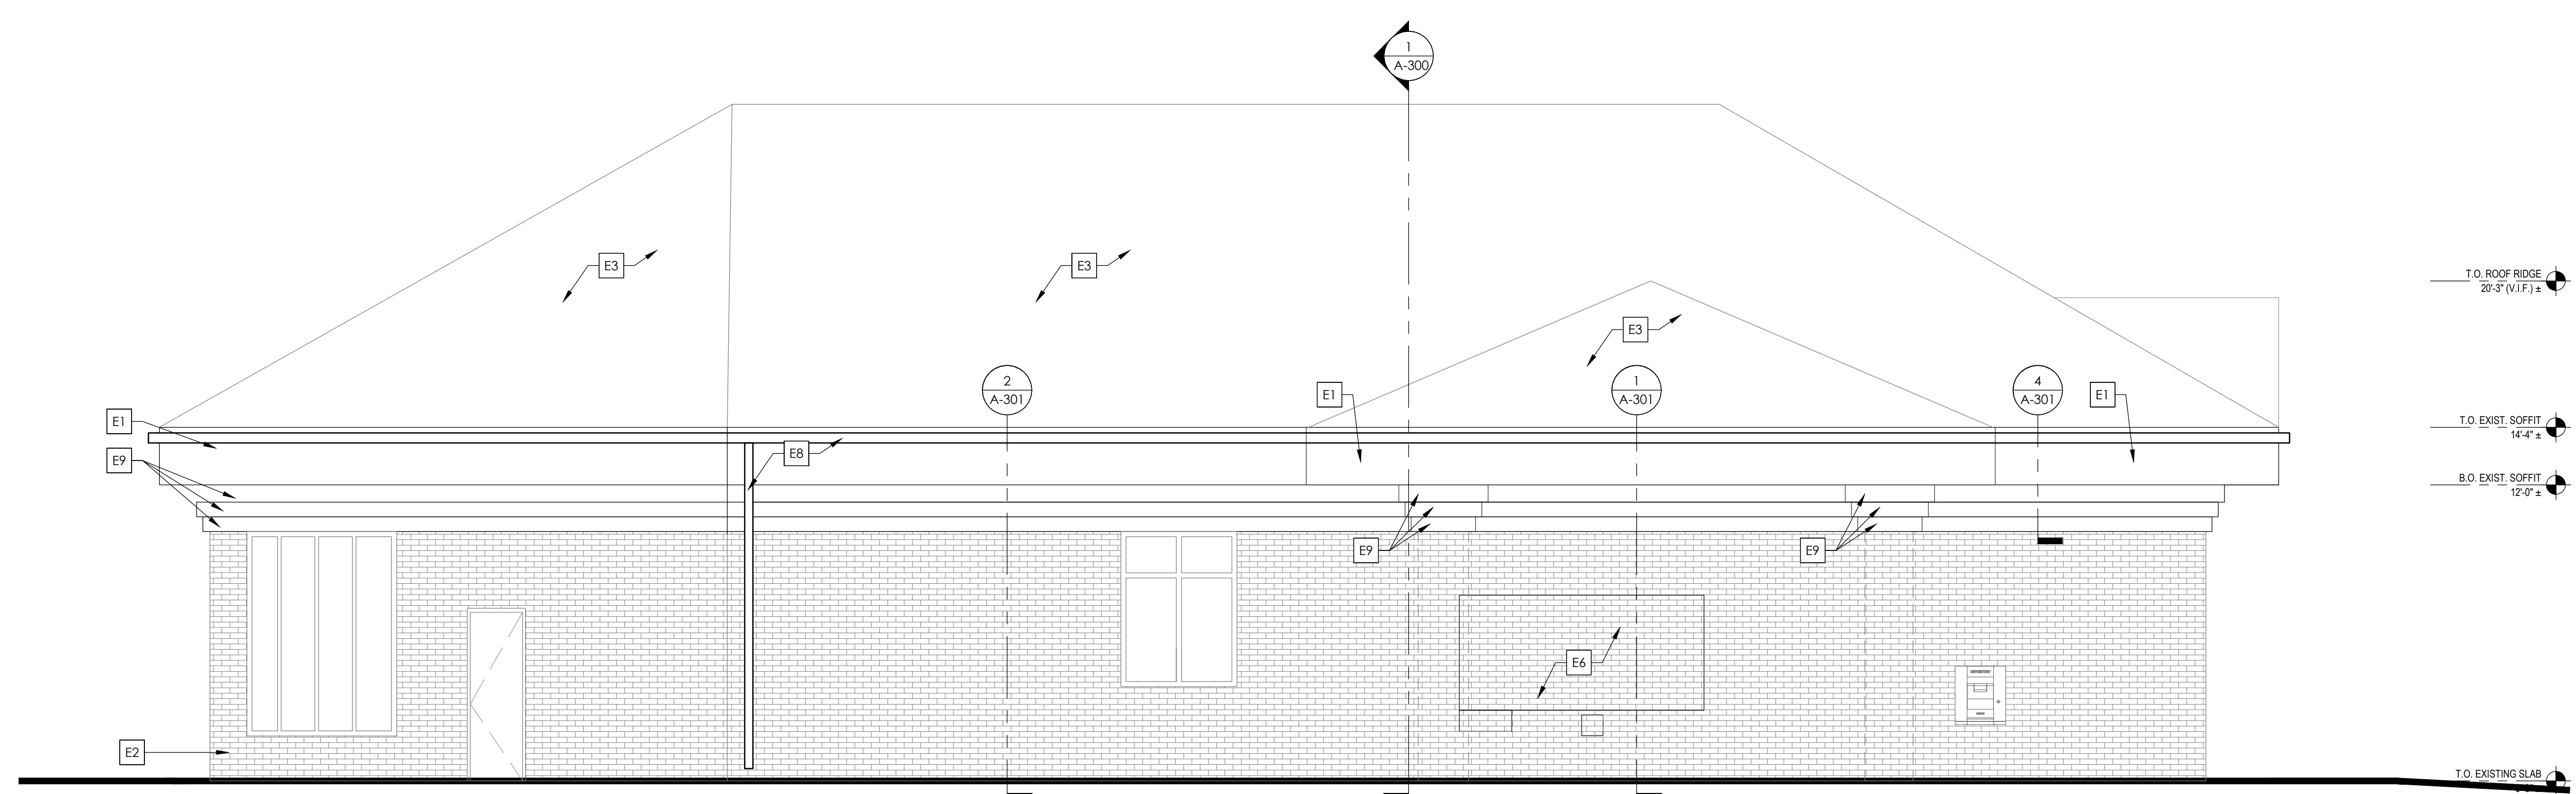 1
A-300
E3
E3
T.O. ROOF RIDGE
20'-3" (V.I.F.) ±
E3
2
A-301
1
A-301
4
A-301
E1
E1
E1
T.O. EXIST. SOFFIT
14'-4" ±
E8
E9
B.O. EXIST. SOFFIT
12'-0" ±
E9
E9
E6
E2
T.O. EXISTING SLAB